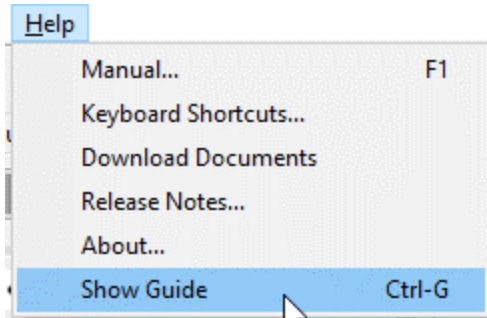 Help
Manual... F1
Keyboard Shortcuts...
Download Documents
Release Notes...
About...
Show Guide Ctrl-G